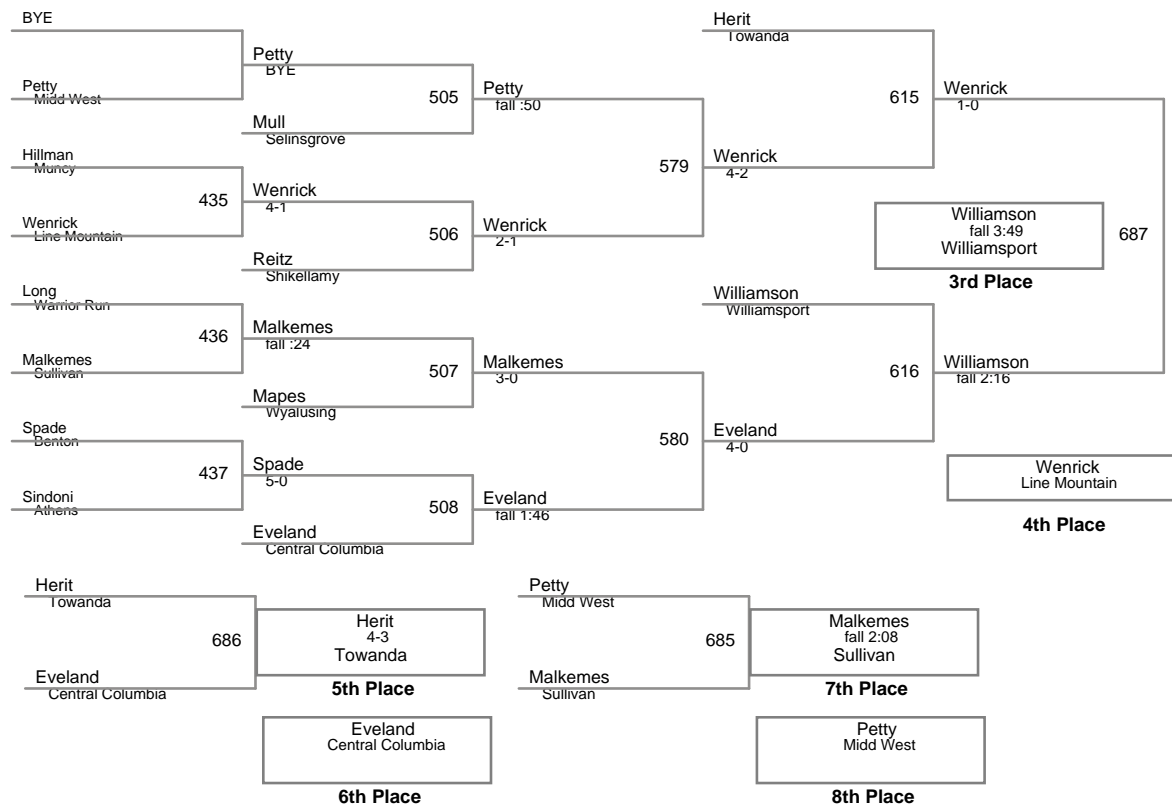 BYE
Herit
Towanda
Petty
BYE
Petty
Midd West
505
Petty
fall :50
615
Wenrick
1-0
Mull
Selinsgrove
Hillman
Muncy
579
Wenrick
4-2
435
Wenrick
4-1
Wenrick
Line Mountain
506
Wenrick
2-1
Williamson
fall 3:49
Williamsport
687
Reitz
Shikellamy
3rd Place
Long
Warrior Run
Williamson
Williamsport
436
Malkemes
fall :24
Malkemes
Sullivan
507
Malkemes
3-0
616
Williamson
fall 2:16
Mapes
Wyalusing
Spade
Benton
580
Eveland
4-0
437
Spade
5-0
Wenrick
Line Mountain
Sindoni
Athens
508
Eveland
fall 1:46
4th Place
Eveland
Central Columbia
Herit
Towanda
Petty
Midd West
686
Herit
4-3
Towanda
685
Malkemes
fall 2:08
Sullivan
Eveland
Central Columbia
5th Place
Malkemes
Sullivan
7th Place
Eveland
Central Columbia
Petty
Midd West
6th Place
8th Place